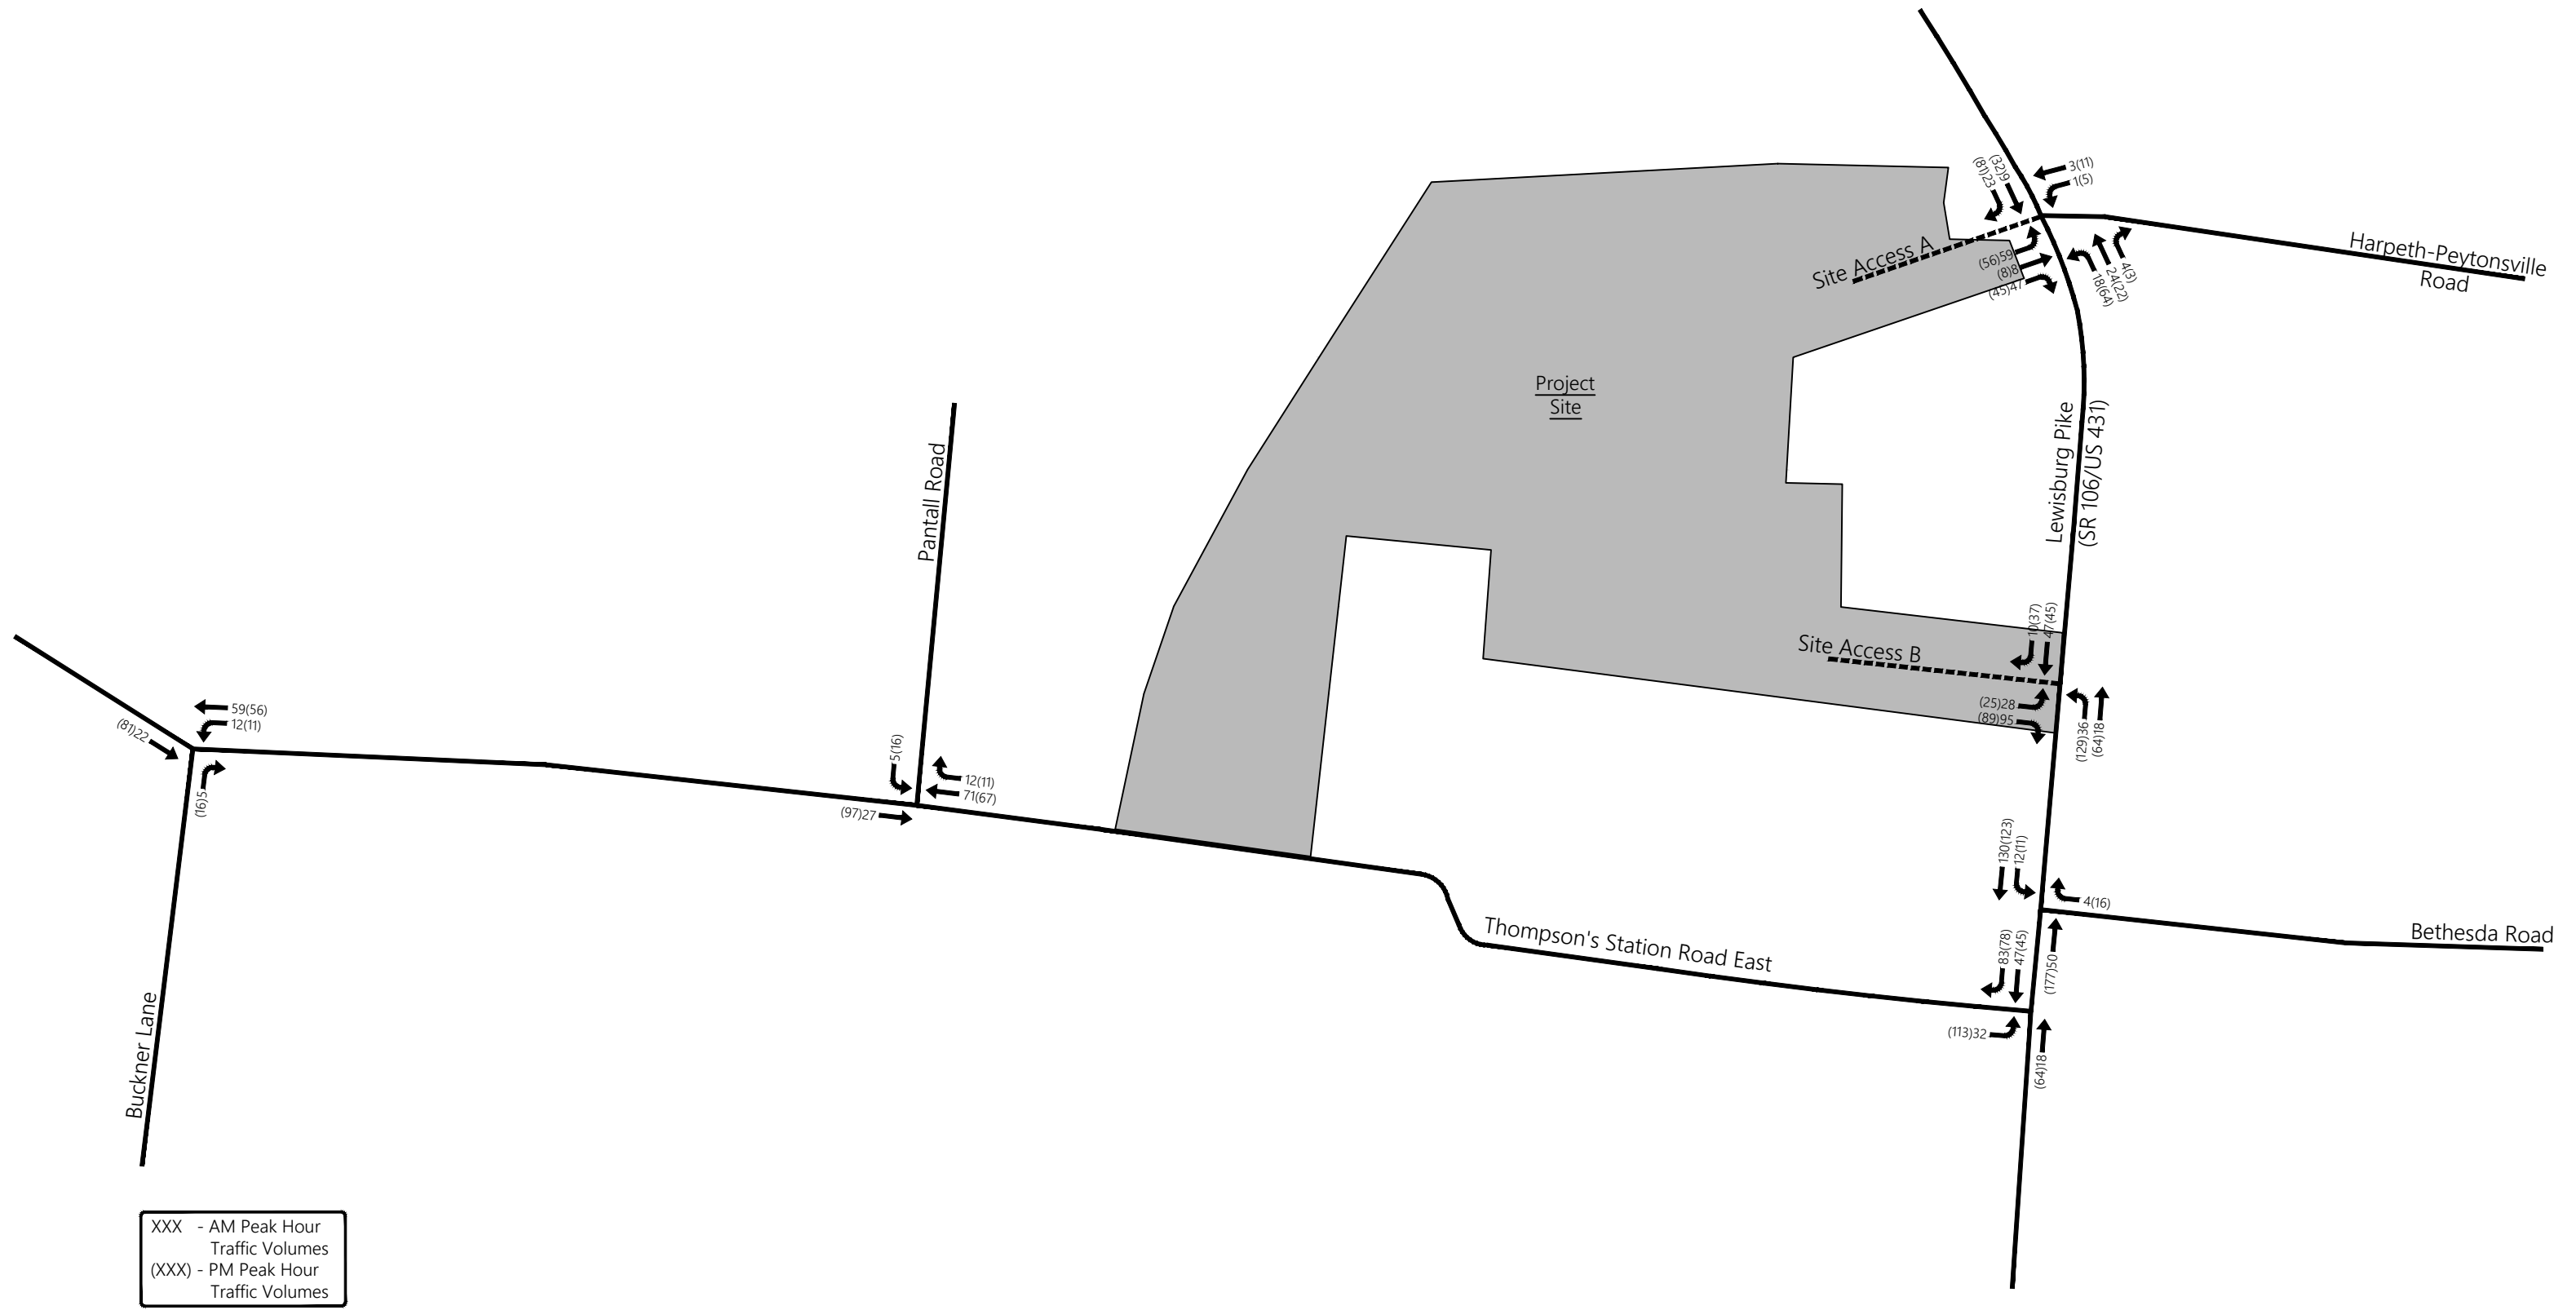 3(11)
1(5)
(32)9
(81)23
Harpeth-Peytonsville
Road
Site Access A
(56)59
(8)8
(45)47
4(3)
24(22)
18(64)
Project
Site
Lewisburg Pike
(SR 106/US 431)
Pantall Road
10(37)
47(45)
Site Access B
(25)28
(89)95
(129)36
(64)18
59(56)
12(11)
(81)22
(16)5
5(16)
12(11)
71(67)
(97)27
130(123)
12(11)
4(16)
Bethesda Road
Thompson's Station Road East
83(78)
47(45)
(177)50
(113)32
(64)18
Buckner Lane
XXX - AM Peak Hour
Traffic Volumes
(XXX) - PM Peak Hour
Traffic Volumes